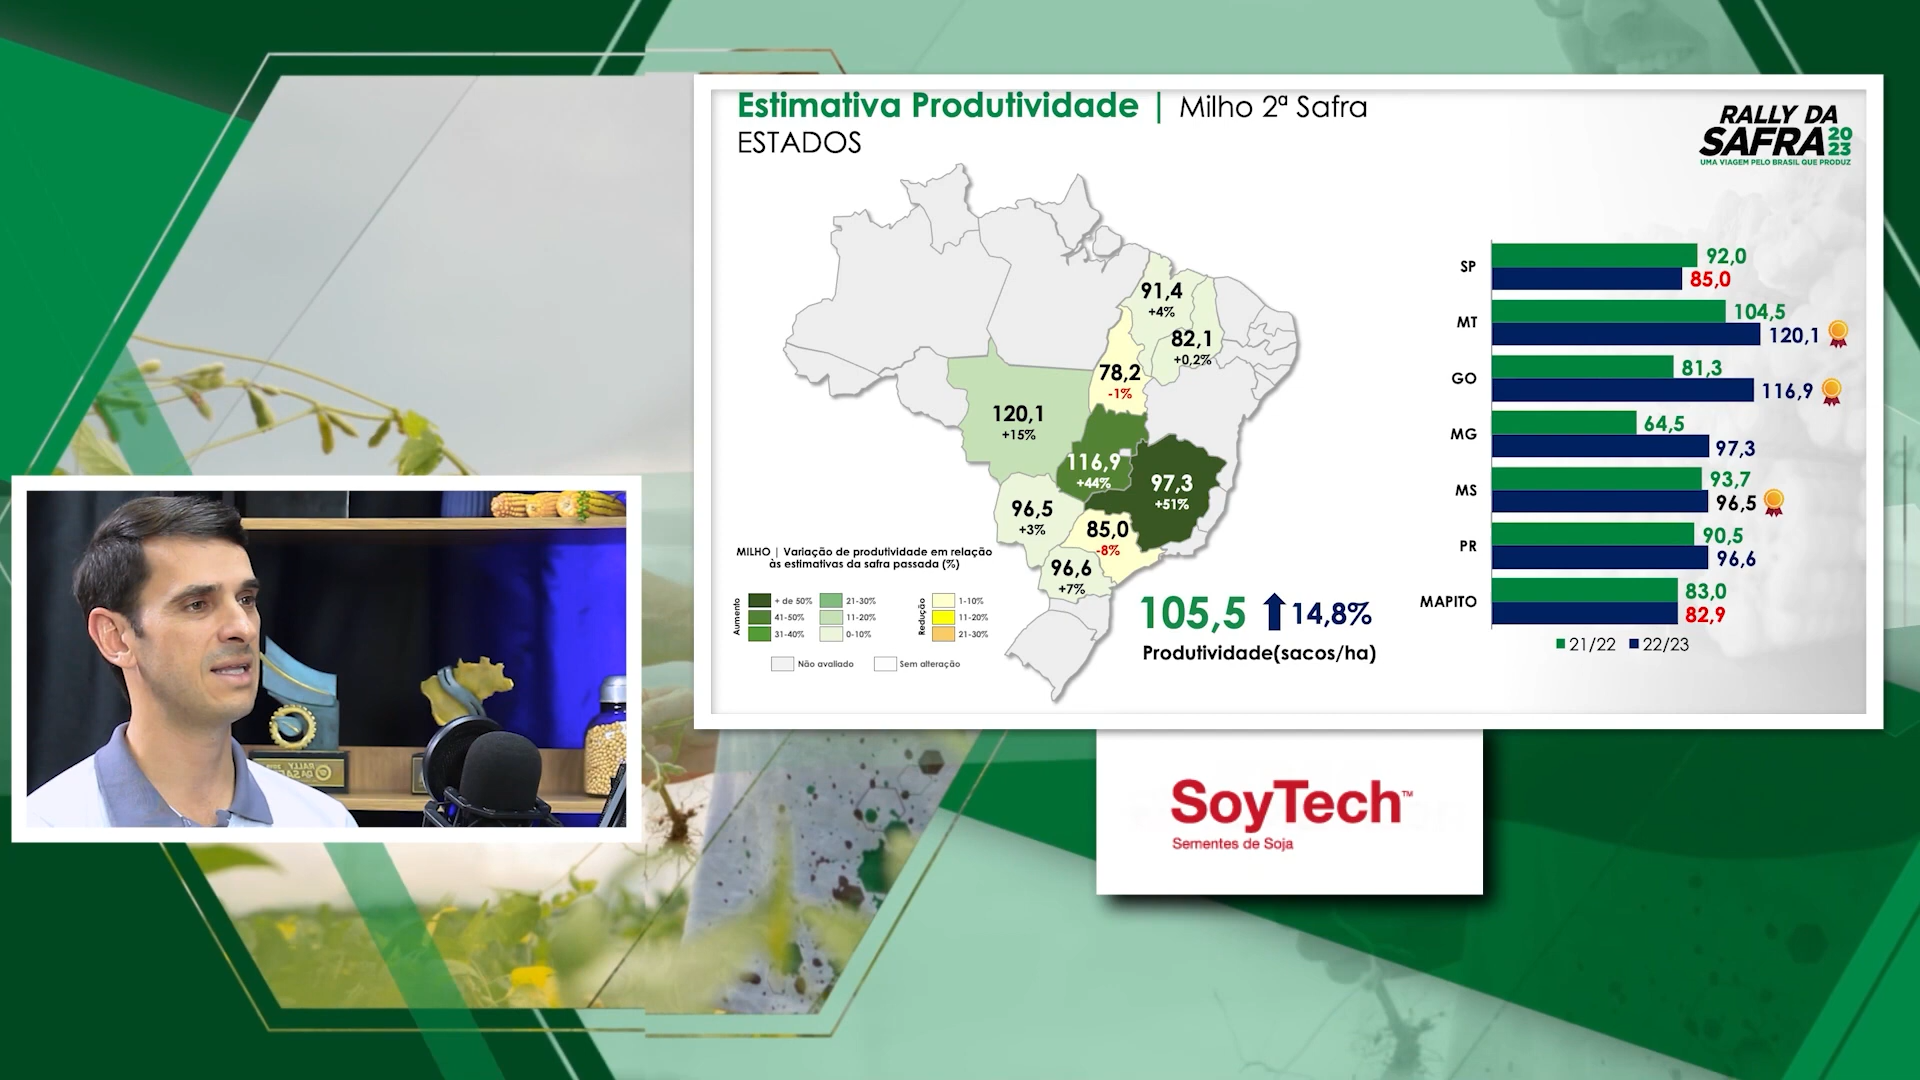 Estimativa Produtividade | Milho 2ª Safra
ESTADOS
RALLY DA
SAFRA 20
23
UMA VIAGEM PELO BRASIL QUE PRODUZ
91,4
+4%
82,1
+0,2%
78,2
-1%
120,1
+15%
116,9
+44%
97,3
+51%
96,5
+3%
85,0
-8%
96,6
+7%
MILHO | Variação de produtividade em relação
às estimativas da safra passada (%)
Aumento
+ de 50%
41-50%
31-40%
21-30%
11-20%
0-10%
Redução
1-10%
11-20%
21-30%
Não avaliado
Sem alteração
105,5 14,8%
Produtividade(sacos/ha)
SP
92,0
85,0
MT
104,5
120,1
GO
81,3
116,9
MG
64,5
97,3
MS
93,7
96,5
PR
90,5
96,6
MAPITO
83,0
82,9
21/22 22/23
SoyTech™
Sementes de Soja